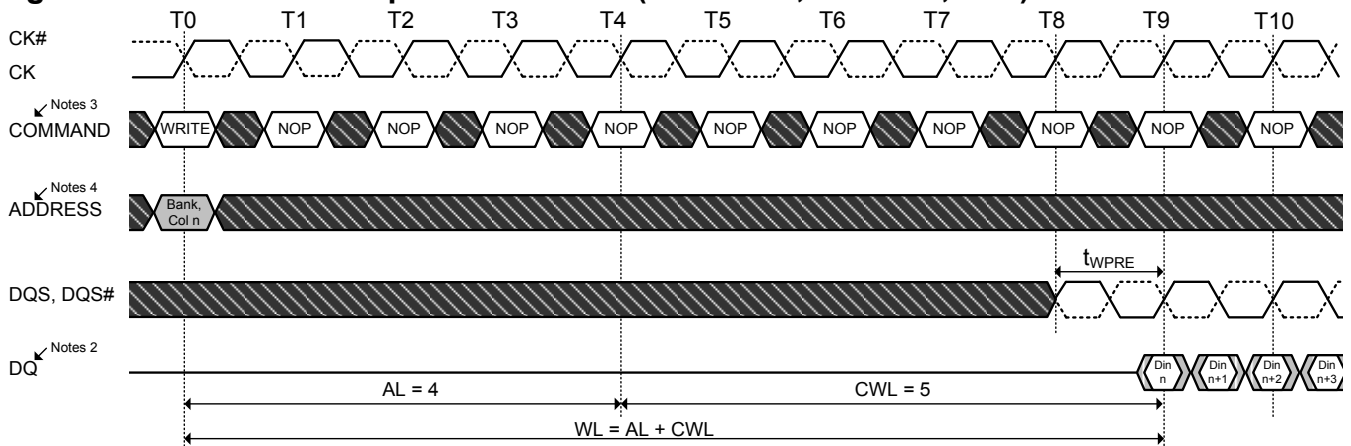 T0 T1 T2 T3 T4 T5 T6 T7 T8 T9 T10
CK#
CK
Notes 3
COMMAND
WRITE NOP NOP NOP NOP NOP NOP NOP NOP NOP NOP
Notes 4
ADDRESS
Bank,
Col n
tWPRE
DQS, DQS#
Notes 2
DQ
Din n
Din n+1
Din n+2
Din n+3
AL = 4
CWL = 5
WL = AL + CWL